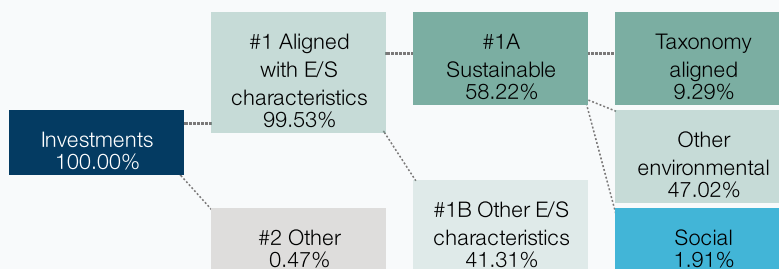 Investments
100.00%
#1 Aligned
with E/S
characteristics
99.53%
#2 Other
0.47%
#1A
Sustainable
58.22%
#1B Other E/S
characteristics
41.31%
Taxonomy
aligned
9.29%
Other
environmental
47.02%
Social
1.91%